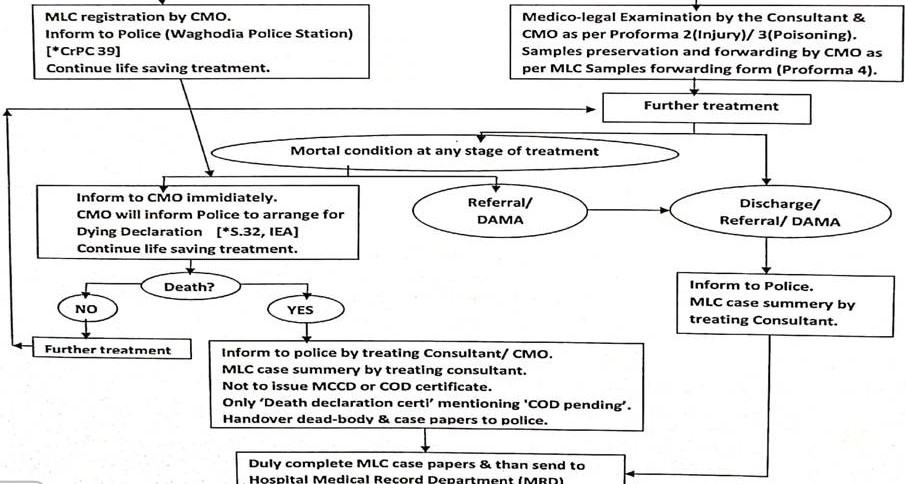 MLC registration by CMO.
Inform to Police (Waghodia Police Station)
[*CrPC 39]
Continue life saving treatment.
Medico-legal Examination by the Consultant &
CMO as per Proforma 2(Injury)/ 3(Poisoning).
Samples preservation and forwarding by CMO as
per MLC Samples forwarding form (Proforma 4).
Further treatment
Mortal condition at any stage of treatment
Inform to CMO immidiately.
CMO will inform Police to arrange for
Dying Declaration [*S.32, IEA]
Continue life saving treatment.
Referral/
DAMA
Discharge/
Referral/ DAMA
Death?
NO
YES
Further treatment
Inform to Police.
MLC case summery by
treating Consultant.
Inform to police by treating Consultant/ CMO.
MLC case summery by treating consultant.
Not to issue MCCD or COD certificate.
Only ‘Death declaration certi’ mentioning 'COD pending’.
Handover dead-body & case papers to police.
Duly complete MLC case papers & than send to
Hospital Medical Record Department (MRD)